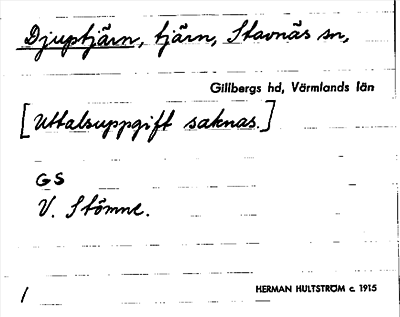 Djuptjärn, tjärn, Stavnäs sn,
Gillbergs hd, Värmlands län
[Uttalsuppgift saknas.]
GS
V. Stömne.
1
HERMAN HULTSTRÖM c. 1915